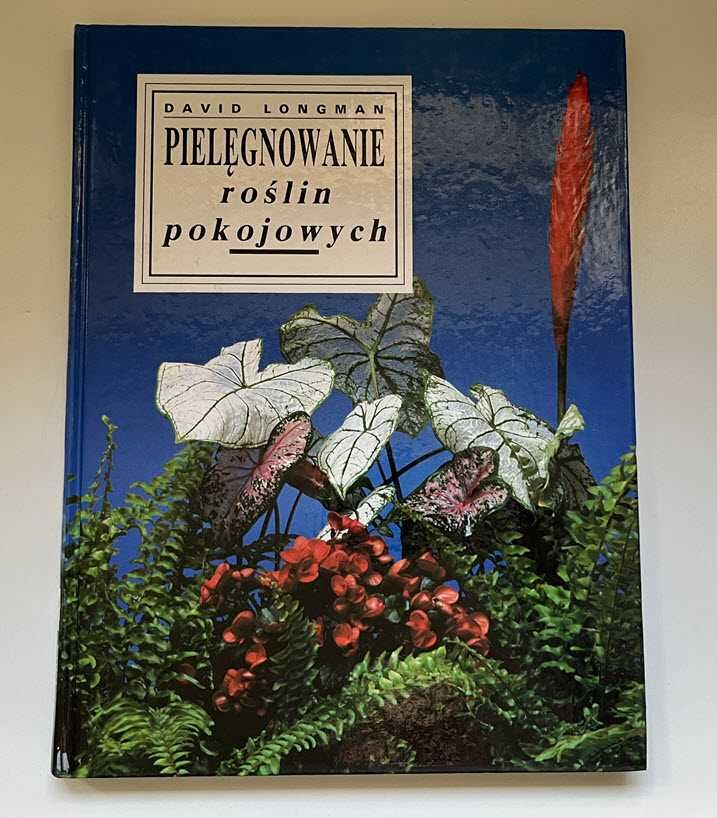 DAVID LONGMAN
PIELĘGNOWANIE
roślin
pokojowych